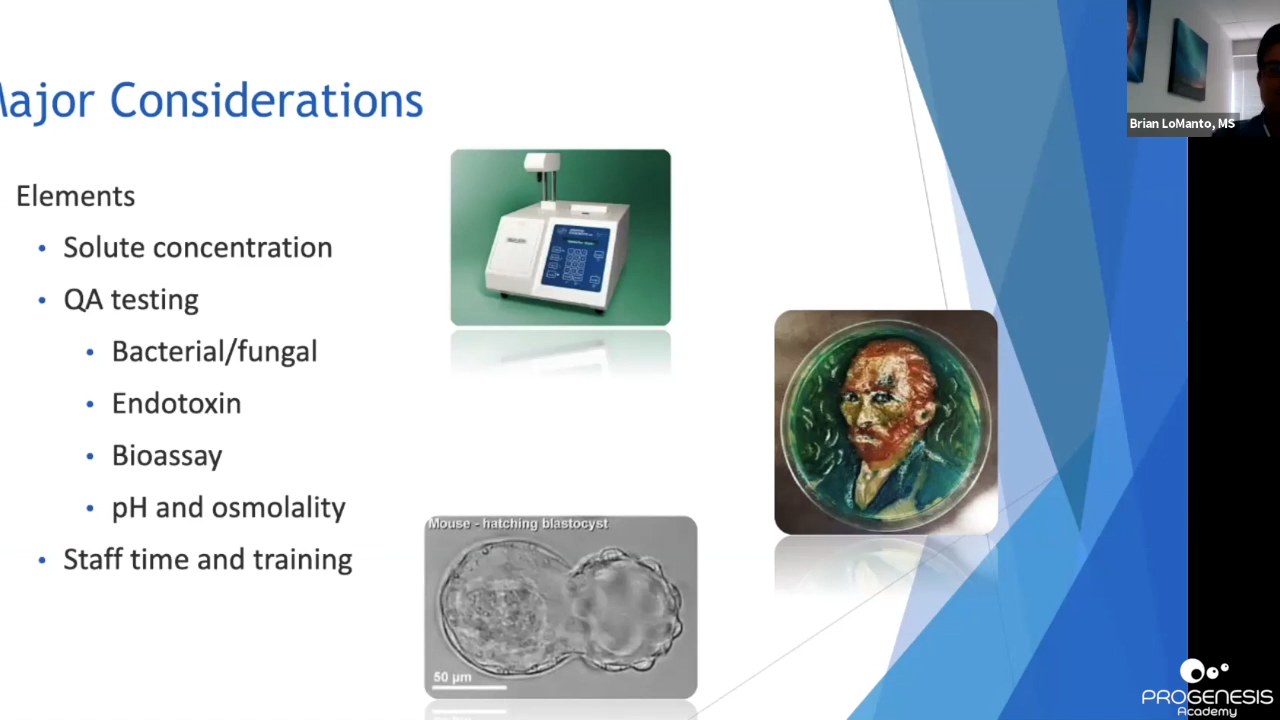 Major Considerations
Elements
Solute concentration
QA testing
Bacterial/fungal
Endotoxin
Bioassay
pH and osmolality
Staff time and training
Mouse - hatching blastocyst
50 µm
Brian LoManto, MS
PROGENESIS
Academy